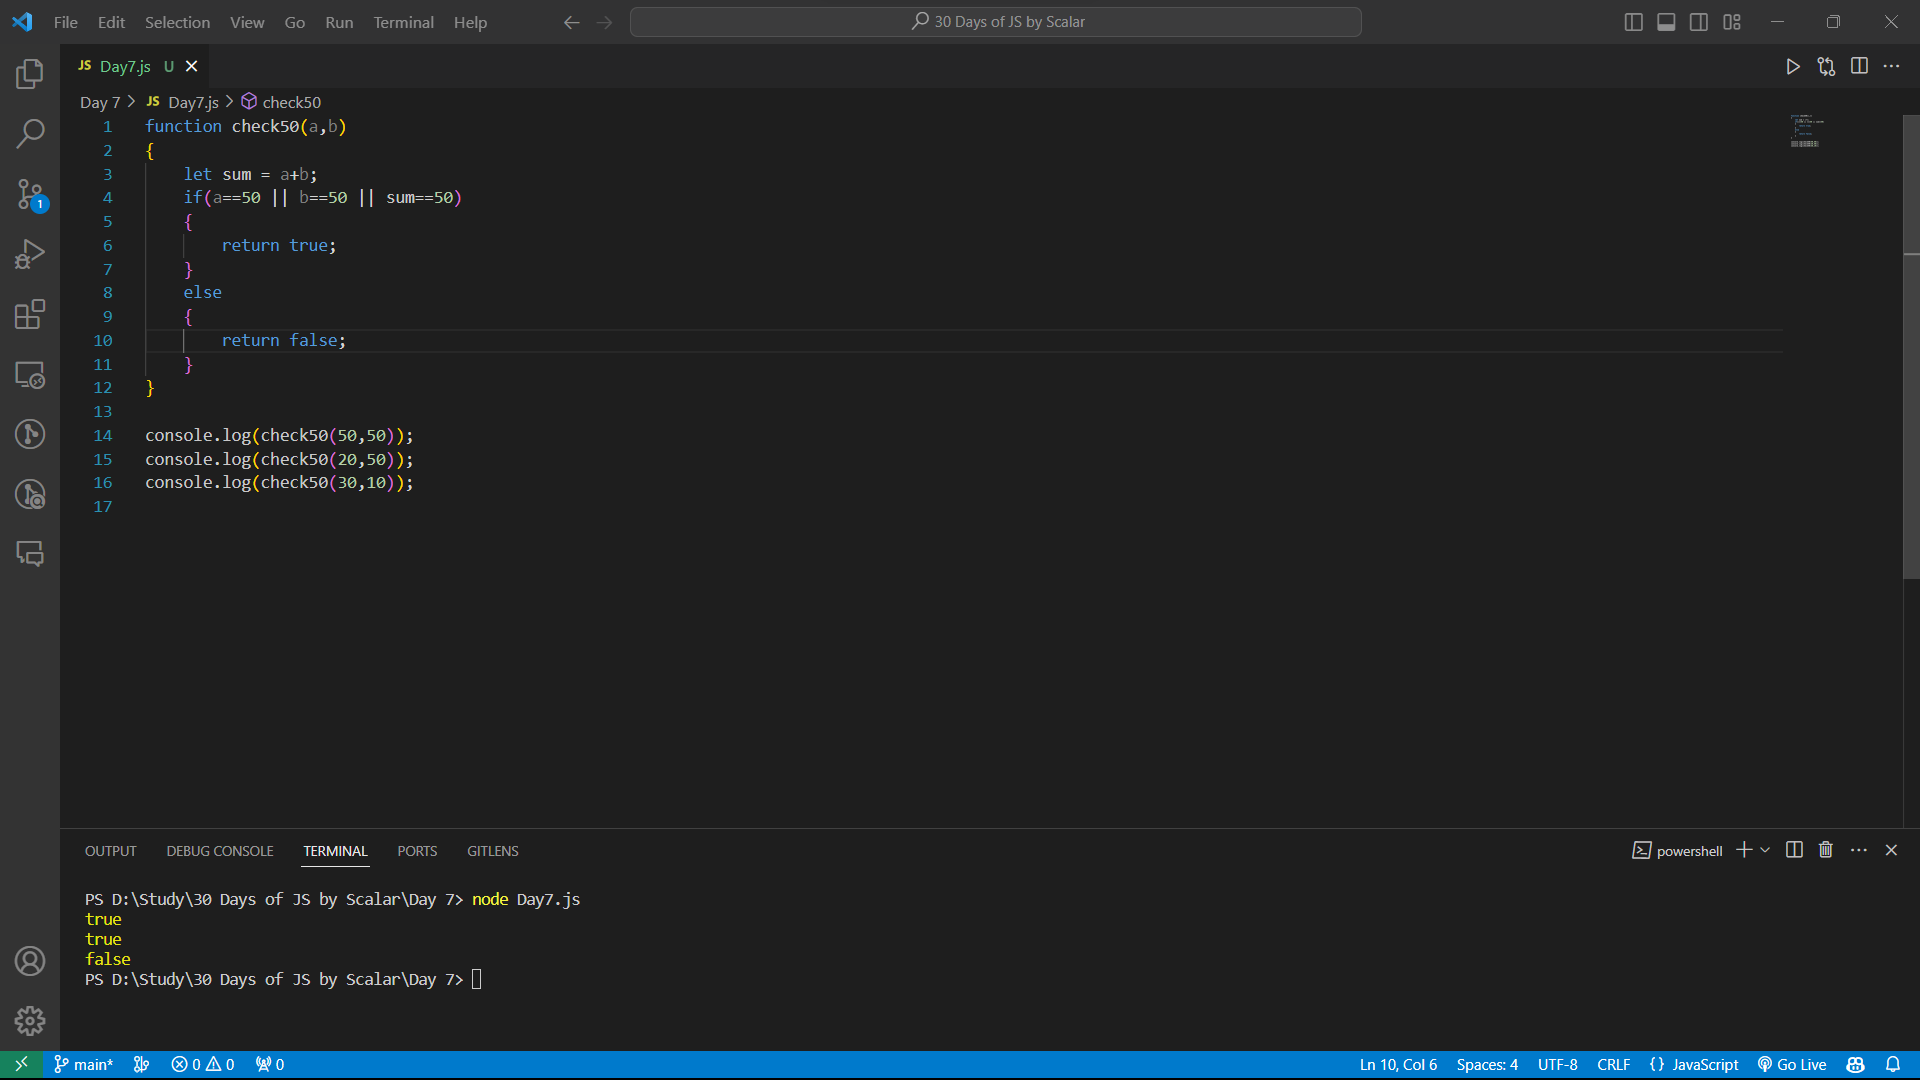 File Edit Selection View Go Run Terminal Help 30 Days of JS by Scalar
JS Day7.js U
Day 7 > JS Day7.js > check50
1 function check50(a,b)
2 {
3 let sum = a+b;
4 if(a==50 || b==50 || sum==50)
5 {
6 return true;
7 }
8 else
9 {
10 return false;
11 }
12 }
13
14 console.log(check50(50,50));
15 console.log(check50(20,50));
16 console.log(check50(30,10));
17
1
OUTPUT DEBUG CONSOLE TERMINAL PORTS GITLENS powershell
PS D:\Study\30 Days of JS by Scalar\Day 7> node Day7.js
true
true
false
PS D:\Study\30 Days of JS by Scalar\Day 7>
main* 0 0 0 Ln 10, Col 6 Spaces: 4 UTF-8 CRLF {} JavaScript Go Live